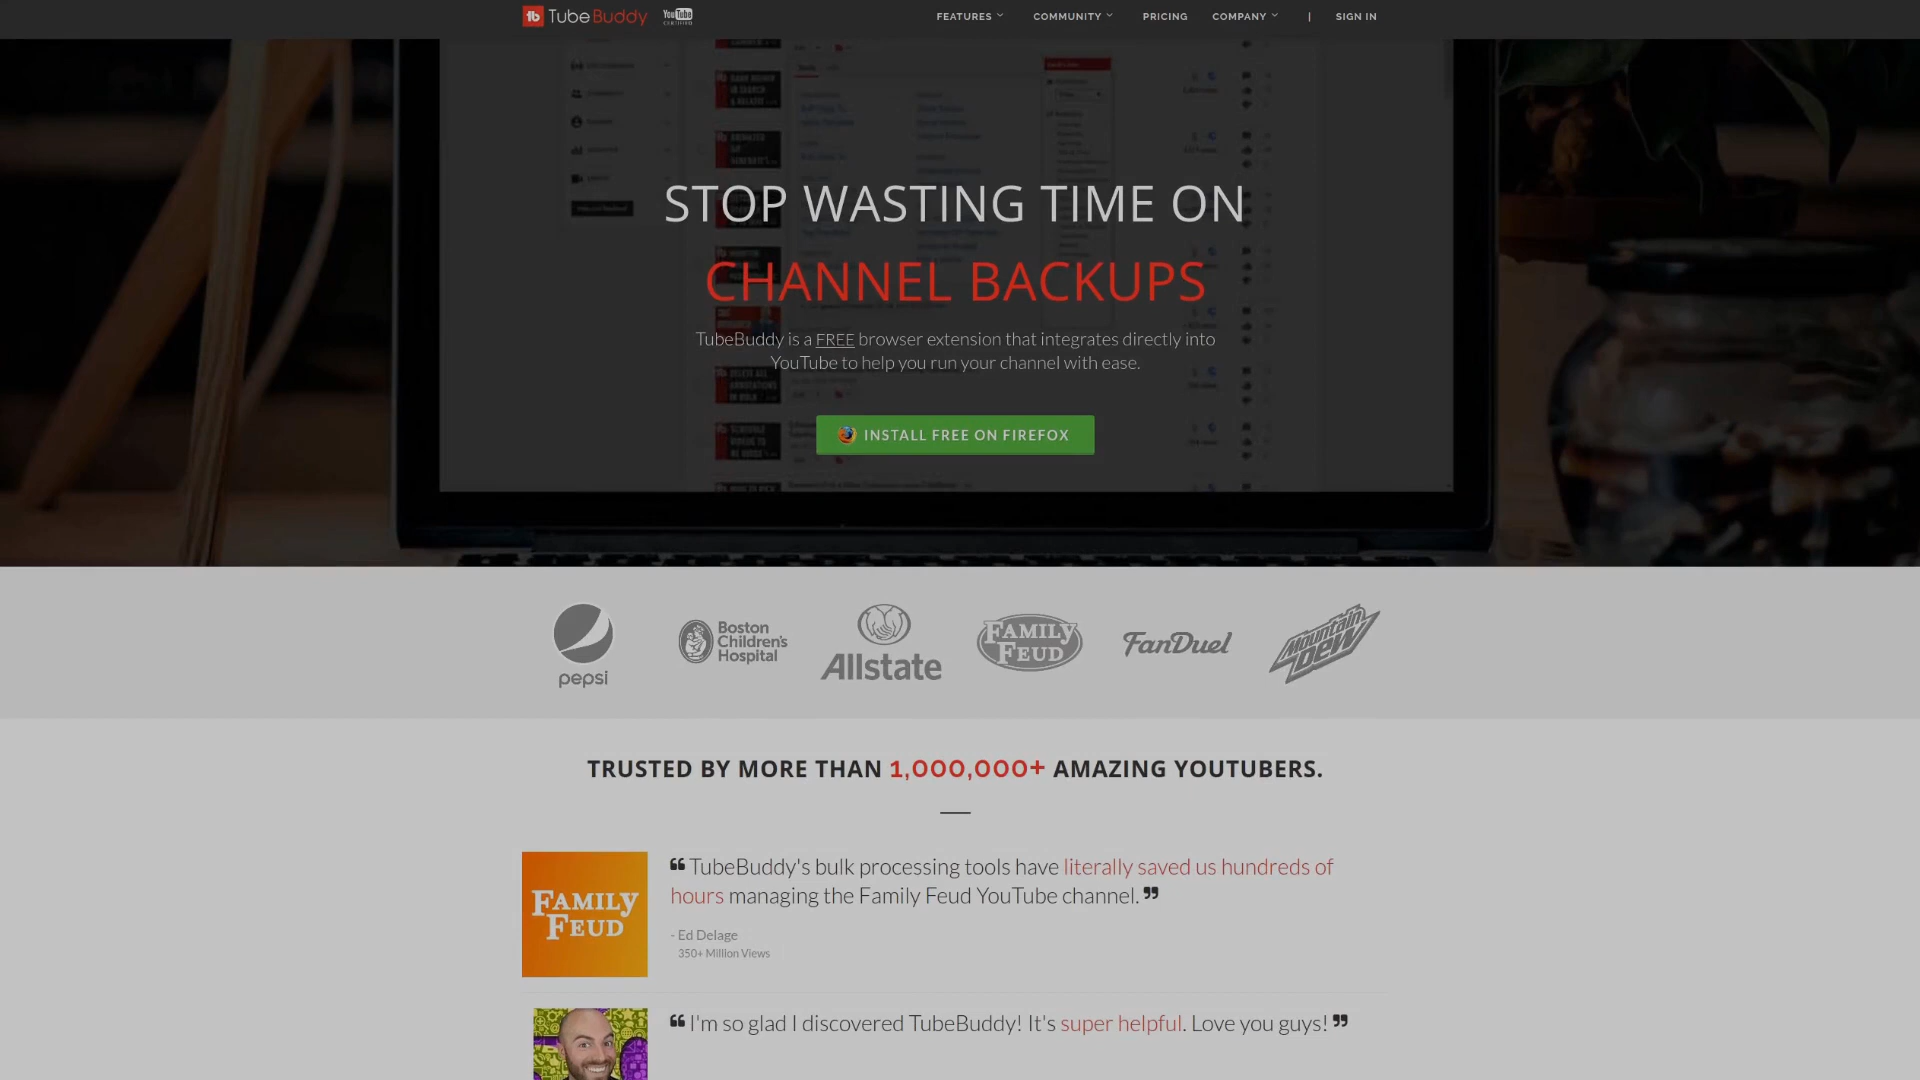 TubeBuddy YouTube CERTIFIED FEATURES COMMUNITY PRICING COMPANY | SIGN IN
STOP WASTING TIME ON
CHANNEL BACKUPS
TubeBuddy is a FREE browser extension that integrates directly into
YouTube to help you run your channel with ease.
INSTALL FREE ON FIREFOX
pepsi
Boston
Children's
Hospital
Allstate
FAMILY
FEUD
FanDuel
Mountain
DEW
TRUSTED BY MORE THAN 1,000,000+ AMAZING YOUTUBERS.
FAMILY
FEUD
❝ TubeBuddy's bulk processing tools have literally saved us hundreds of
hours managing the Family Feud YouTube channel. ❞
- Ed Delage
350+ Million Views
❝ I'm so glad I discovered TubeBuddy! It's super helpful. Love you guys! ❞